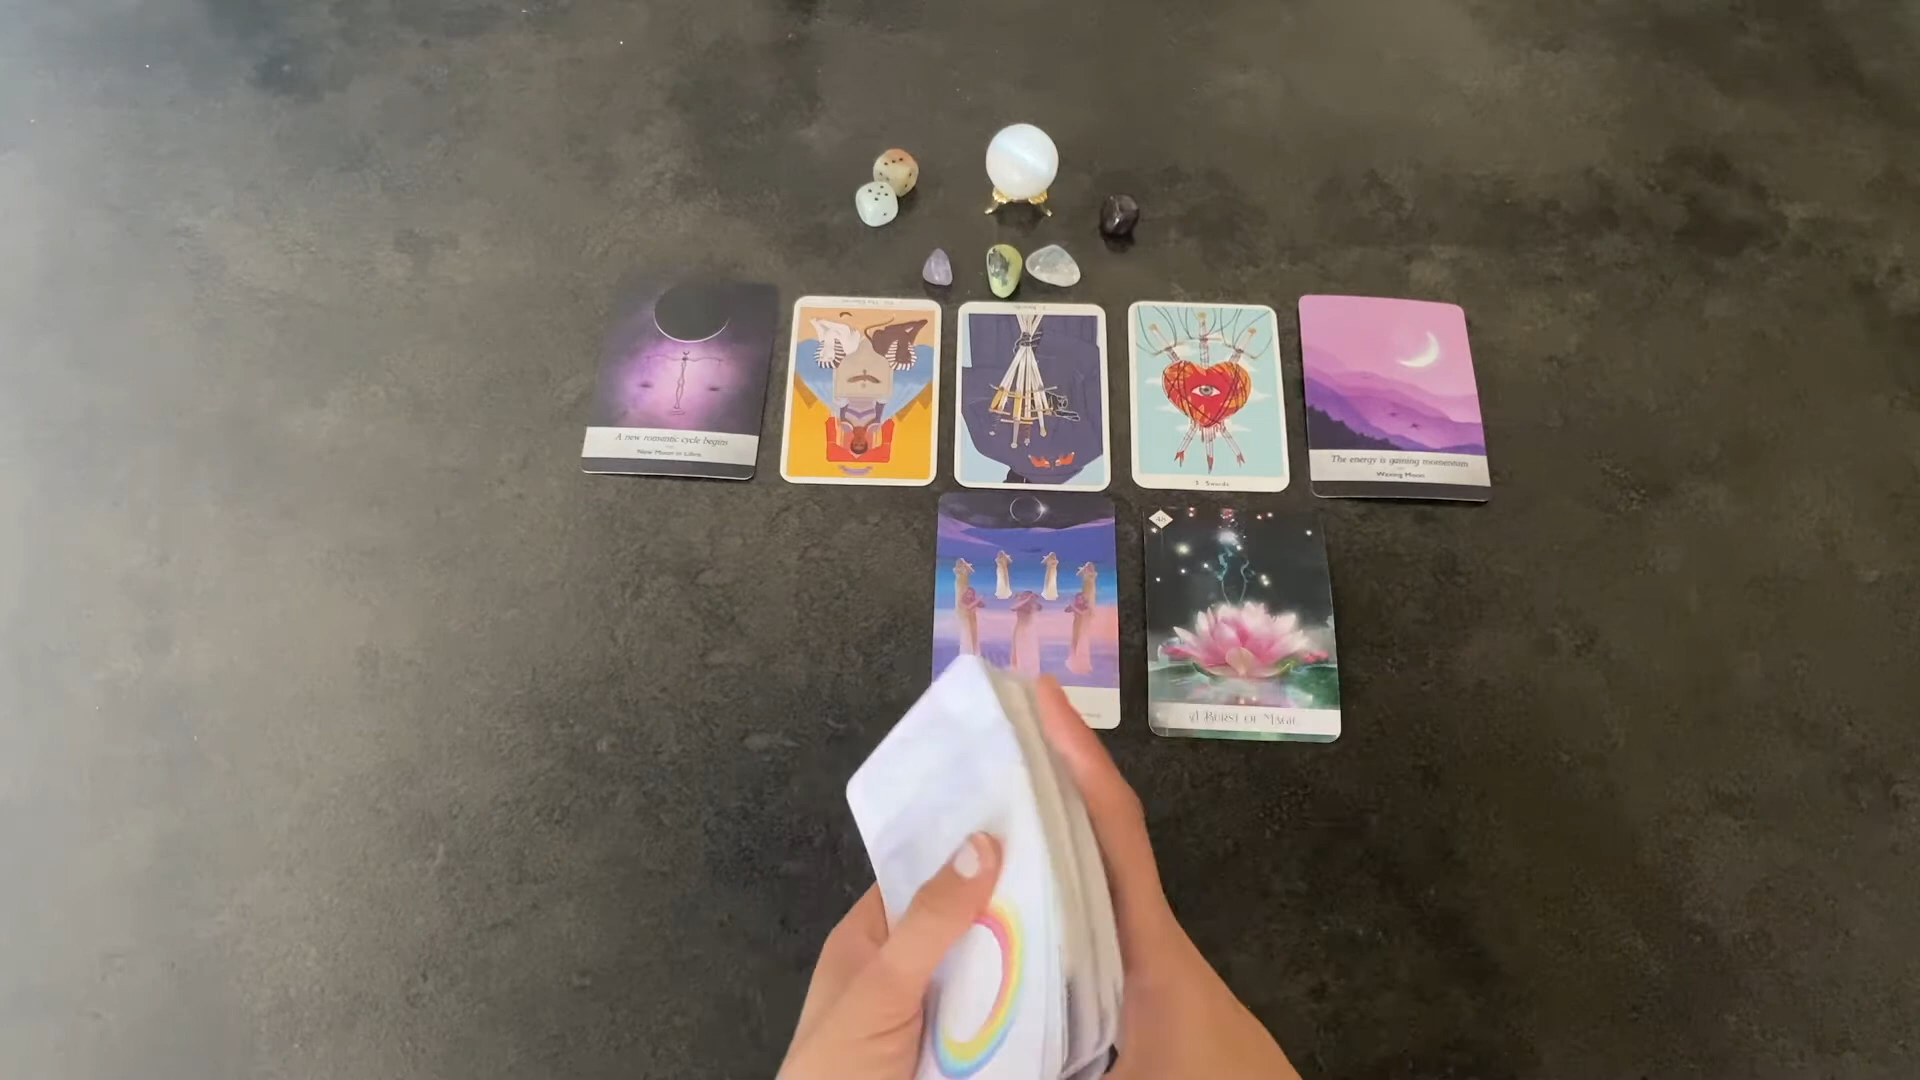 A new romantic cycle begins
New Moon in Libra
3 Swords
The energy is gaining momentum
Waxing Moon
A BURST OF MAGIC